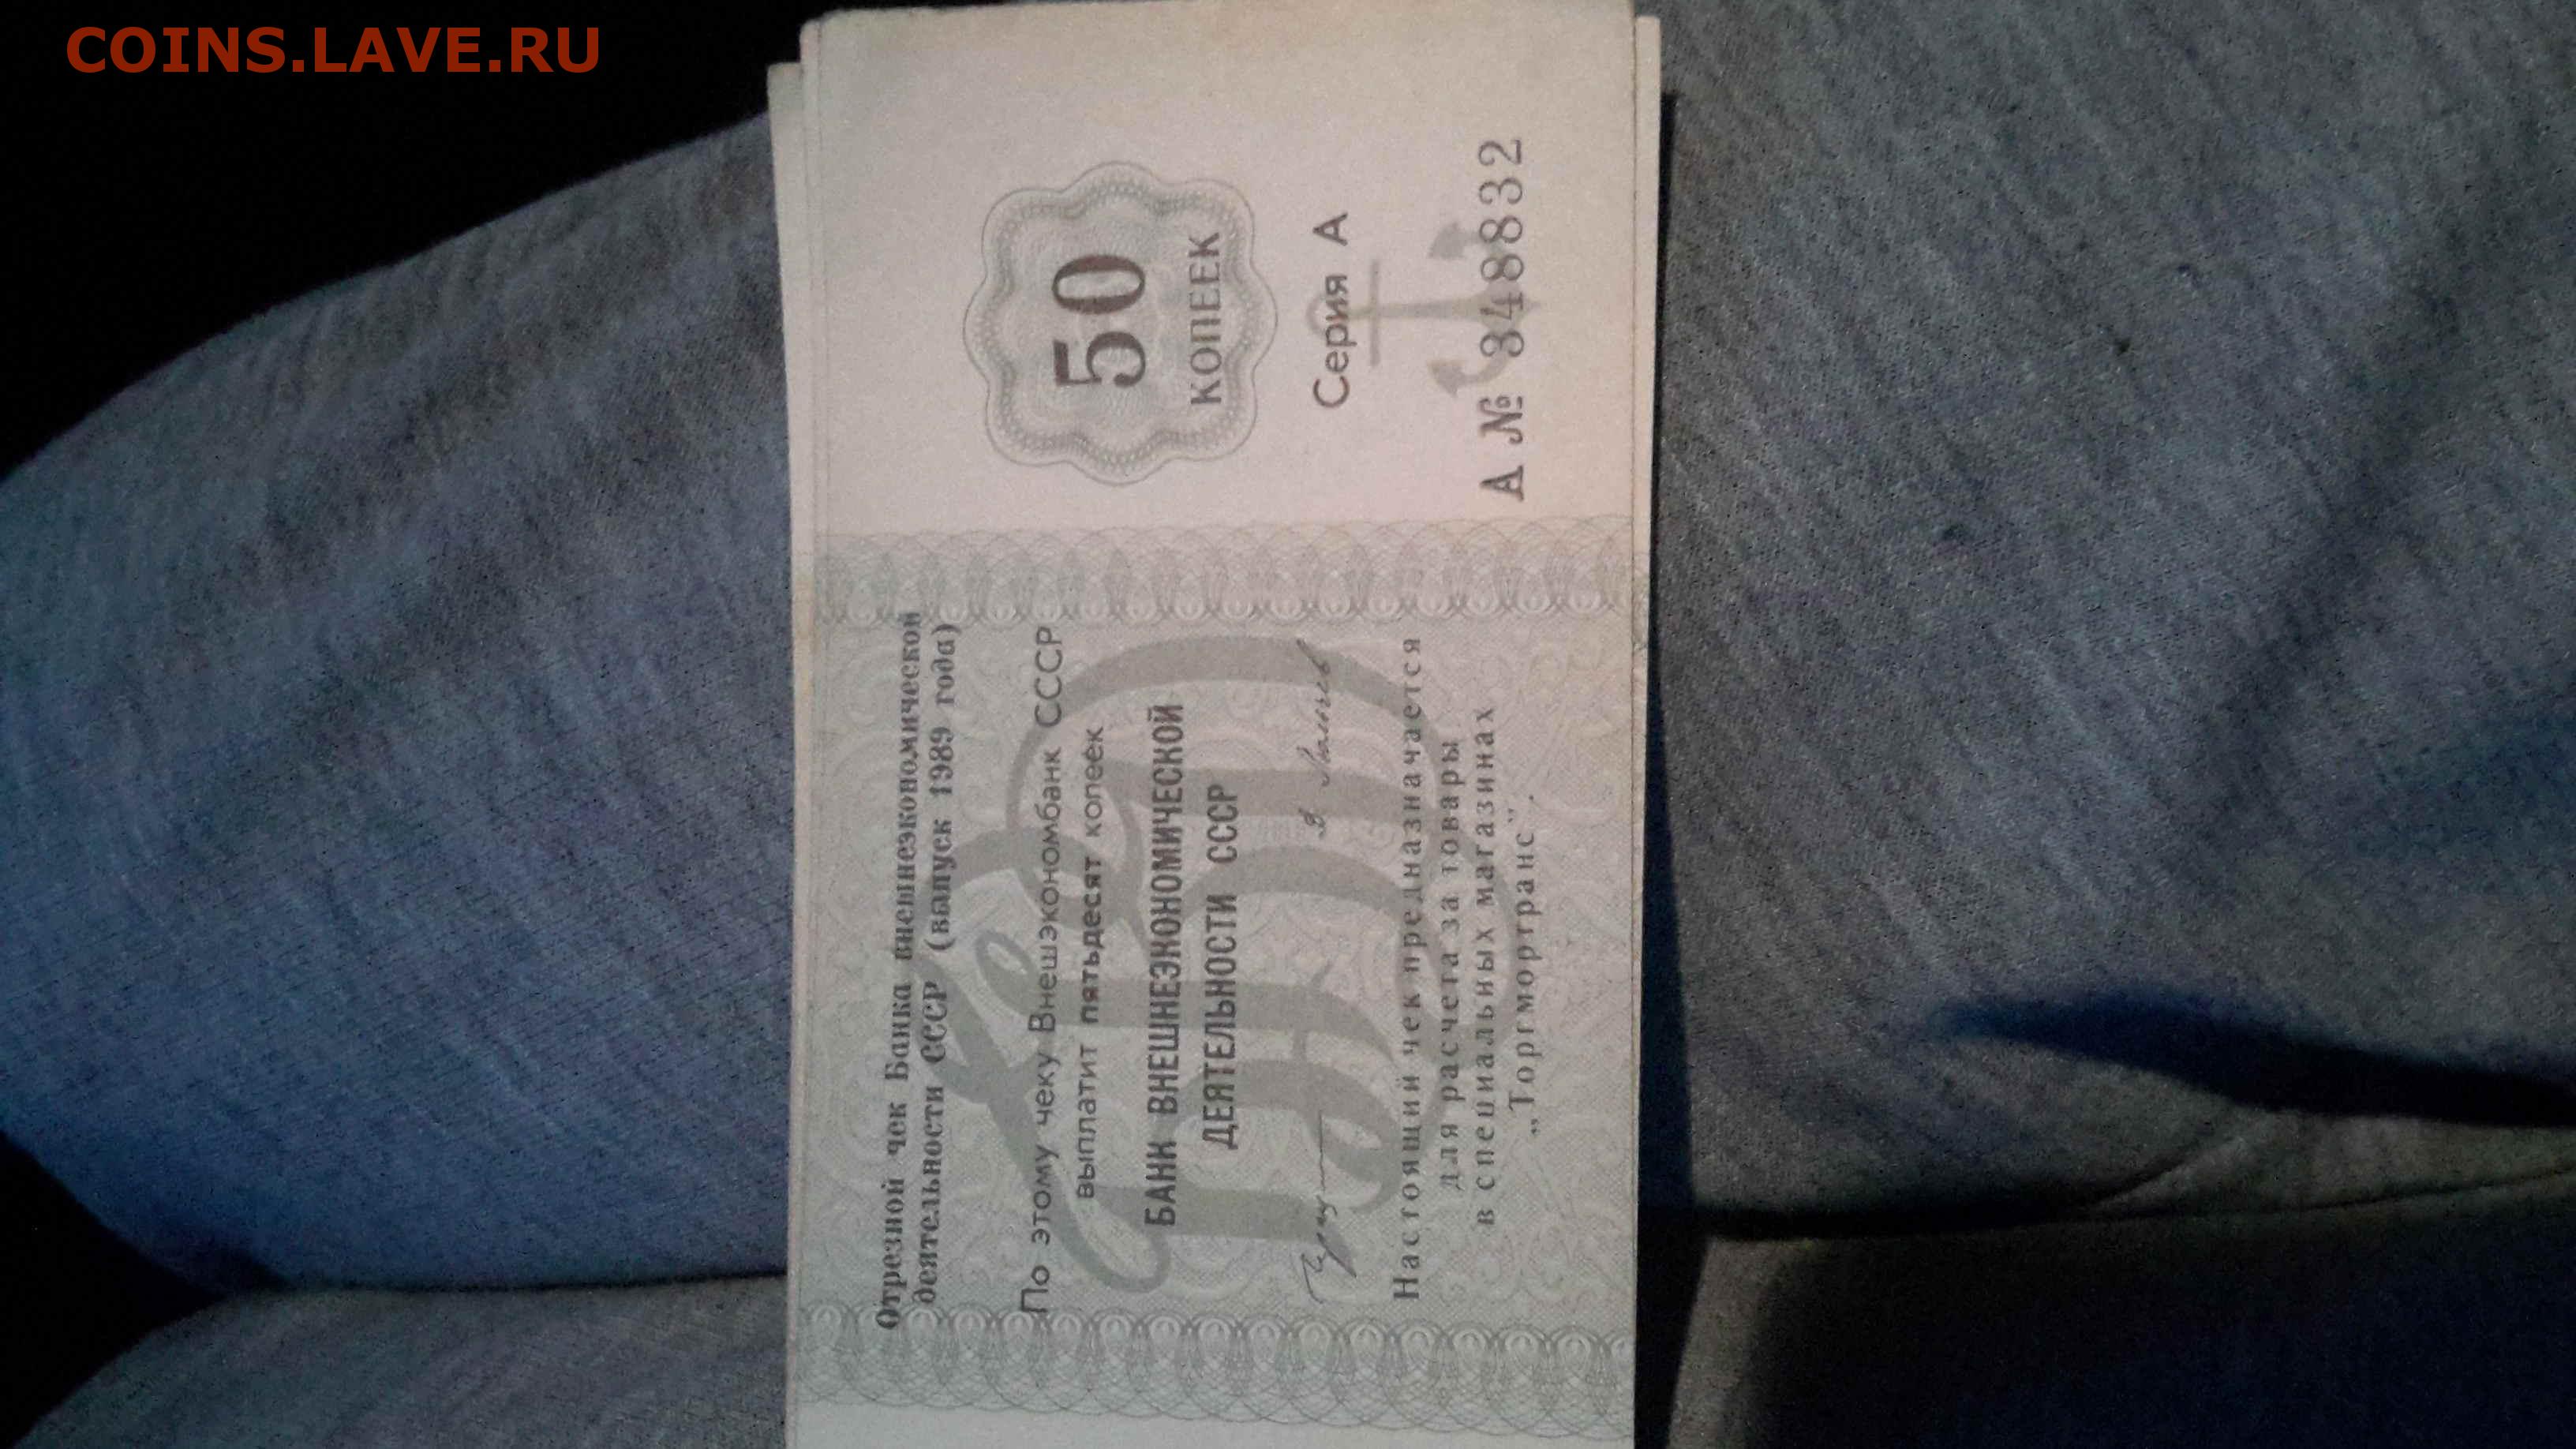 COINS.LAVE.RU
Отрезной чек Банка внешнеэкономической
деятельности СССР (выпуск 1989 года)
По этому чеку Внешэкономбанк СССР
выплатит пятьдесят копеек
БАНК ВНЕШНЕЭКОНОМИЧЕСКОЙ
ДЕЯТЕЛЬНОСТИ СССР
Настоящий чек предназначается
для расчета за товары
в специальных магазинах
„Торгмортранс".
50
КОПЕЕК
Серия А
А № 3488832